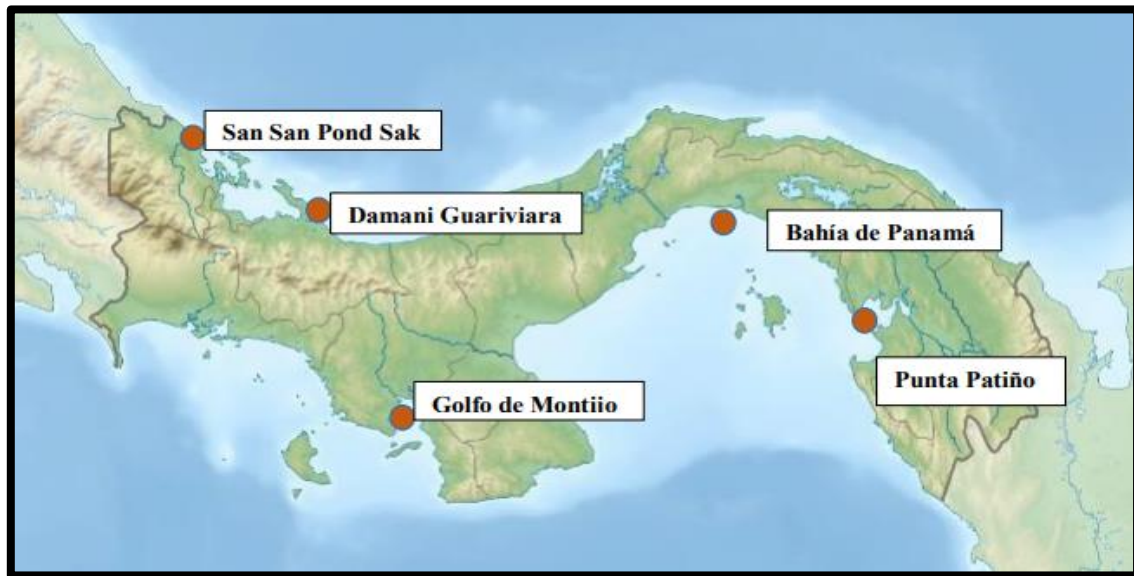 San San Pond Sak
Damani Guariviara
Bahía de Panamá
Punta Patiño
Golfo de Montiio